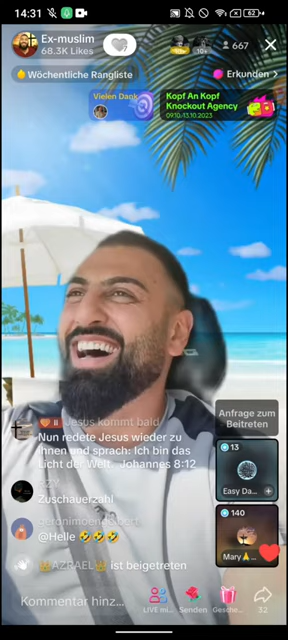 14:31
62
Ex-muslim
68.3K Likes
10+
667
Wöchentliche Rangliste
Erkunden >
Vielen Dank
Kopf An Kopf
Knockout Agency
09.10-13.10.2023
Anfrage zum
Beitreten
Jesus kommt bald
Nun redete Jesus wieder zu
ihnen und sprach: Ich bin das
Licht der Welt. Johannes 8:12
13
Easy Da...
Zuschauerzahl
@Helle 🤣🤣🤣
140
Mary🙏...
👑AZRAEL👑 ist beigetreten
Kommentar hinz...
LIVE mi...
Senden
Gesche...
32